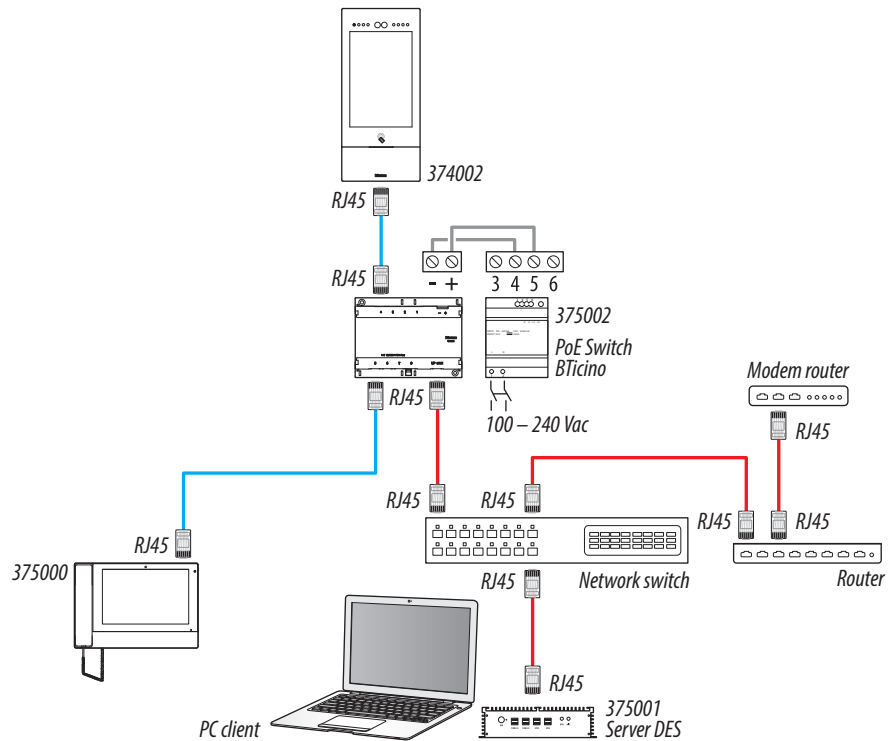 374002
RJ45
RJ45
- +
3 4 5 6
375002
PoE Switch
BTicino
RJ45
100 – 240 Vac
Modem router
RJ45
RJ45
RJ45
RJ45
RJ45
RJ45
375000
RJ45
Network switch
Router
RJ45
PC client
375001
Server DES